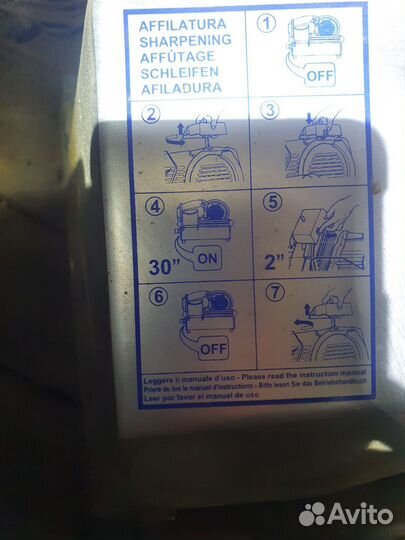 AFFILATURA
SHARPENING
AFFÛTAGE
SCHLEIFEN
AFILADURA
1
OFF
2
3
4
30”
ON
5
2”
6
OFF
7
Leggere il manuale d'uso - Please read the instruction manual
Priere de lire le manuel d'instructions - Bitte lesen Sie das Betriebshandbuch
Leer por favor el manual de uso
Avito